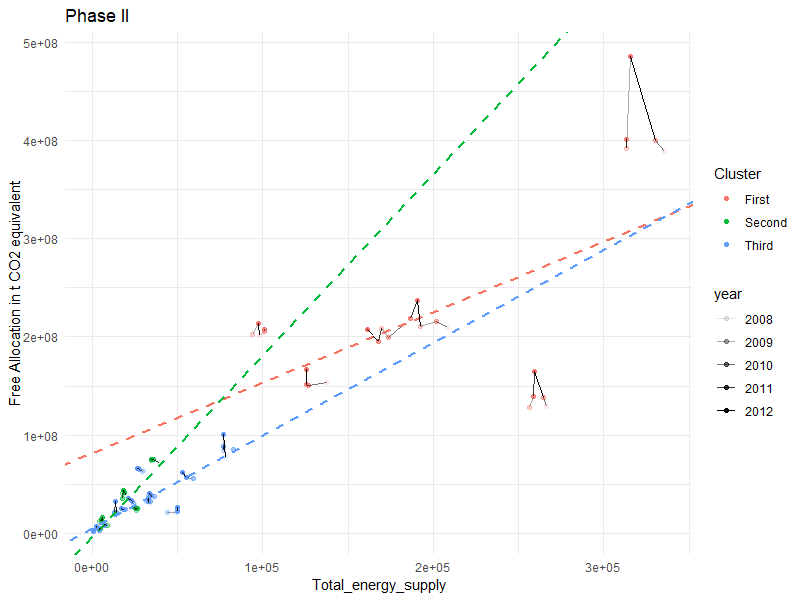 Phase II
Free Allocation in t CO2 equivalent
5e+08
4e+08
3e+08
2e+08
1e+08
0e+00
0e+00 1e+05 2e+05 3e+05
Total_energy_supply
Cluster
First
Second
Third
year
2008
2009
2010
2011
2012